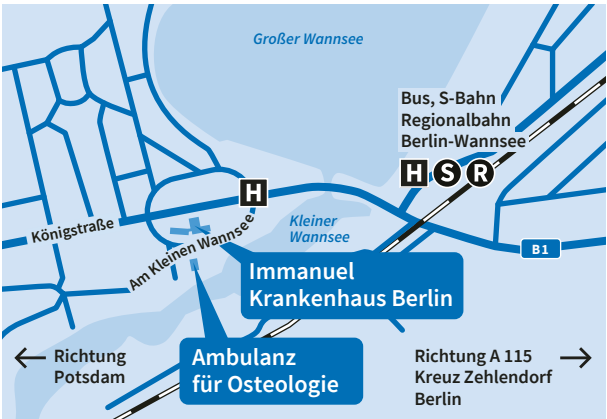 Großer Wannsee
Bus, S-Bahn
Regionalbahn
Berlin-Wannsee
H S R
H
Königstraße
Am Kleinen Wannsee
Kleiner
Wannsee
B1
Immanuel
Krankenhaus Berlin
Ambulanz
für Osteologie
← Richtung
Potsdam
Richtung A 115 →
Kreuz Zehlendorf
Berlin